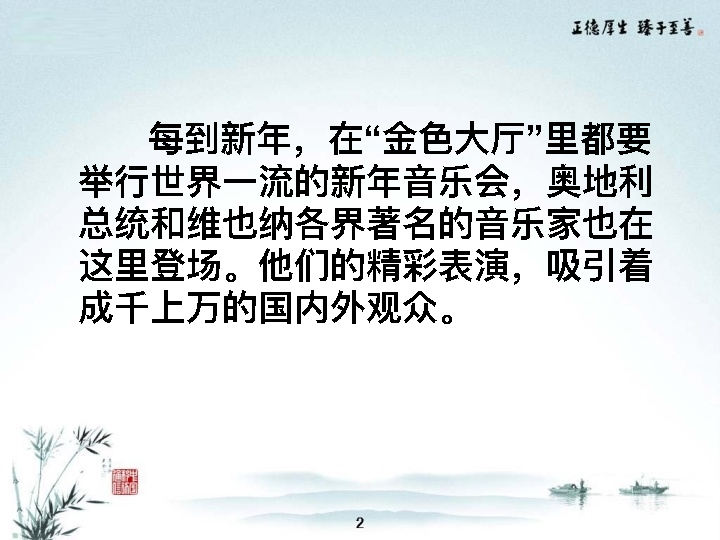 正德厚生 臻于至善
每到新年，在“金色大厅”里都要
举行世界一流的新年音乐会，奥地利
总统和维也纳各界著名的音乐家也在
这里登场。他们的精彩表演，吸引着
成千上万的国内外观众。
2